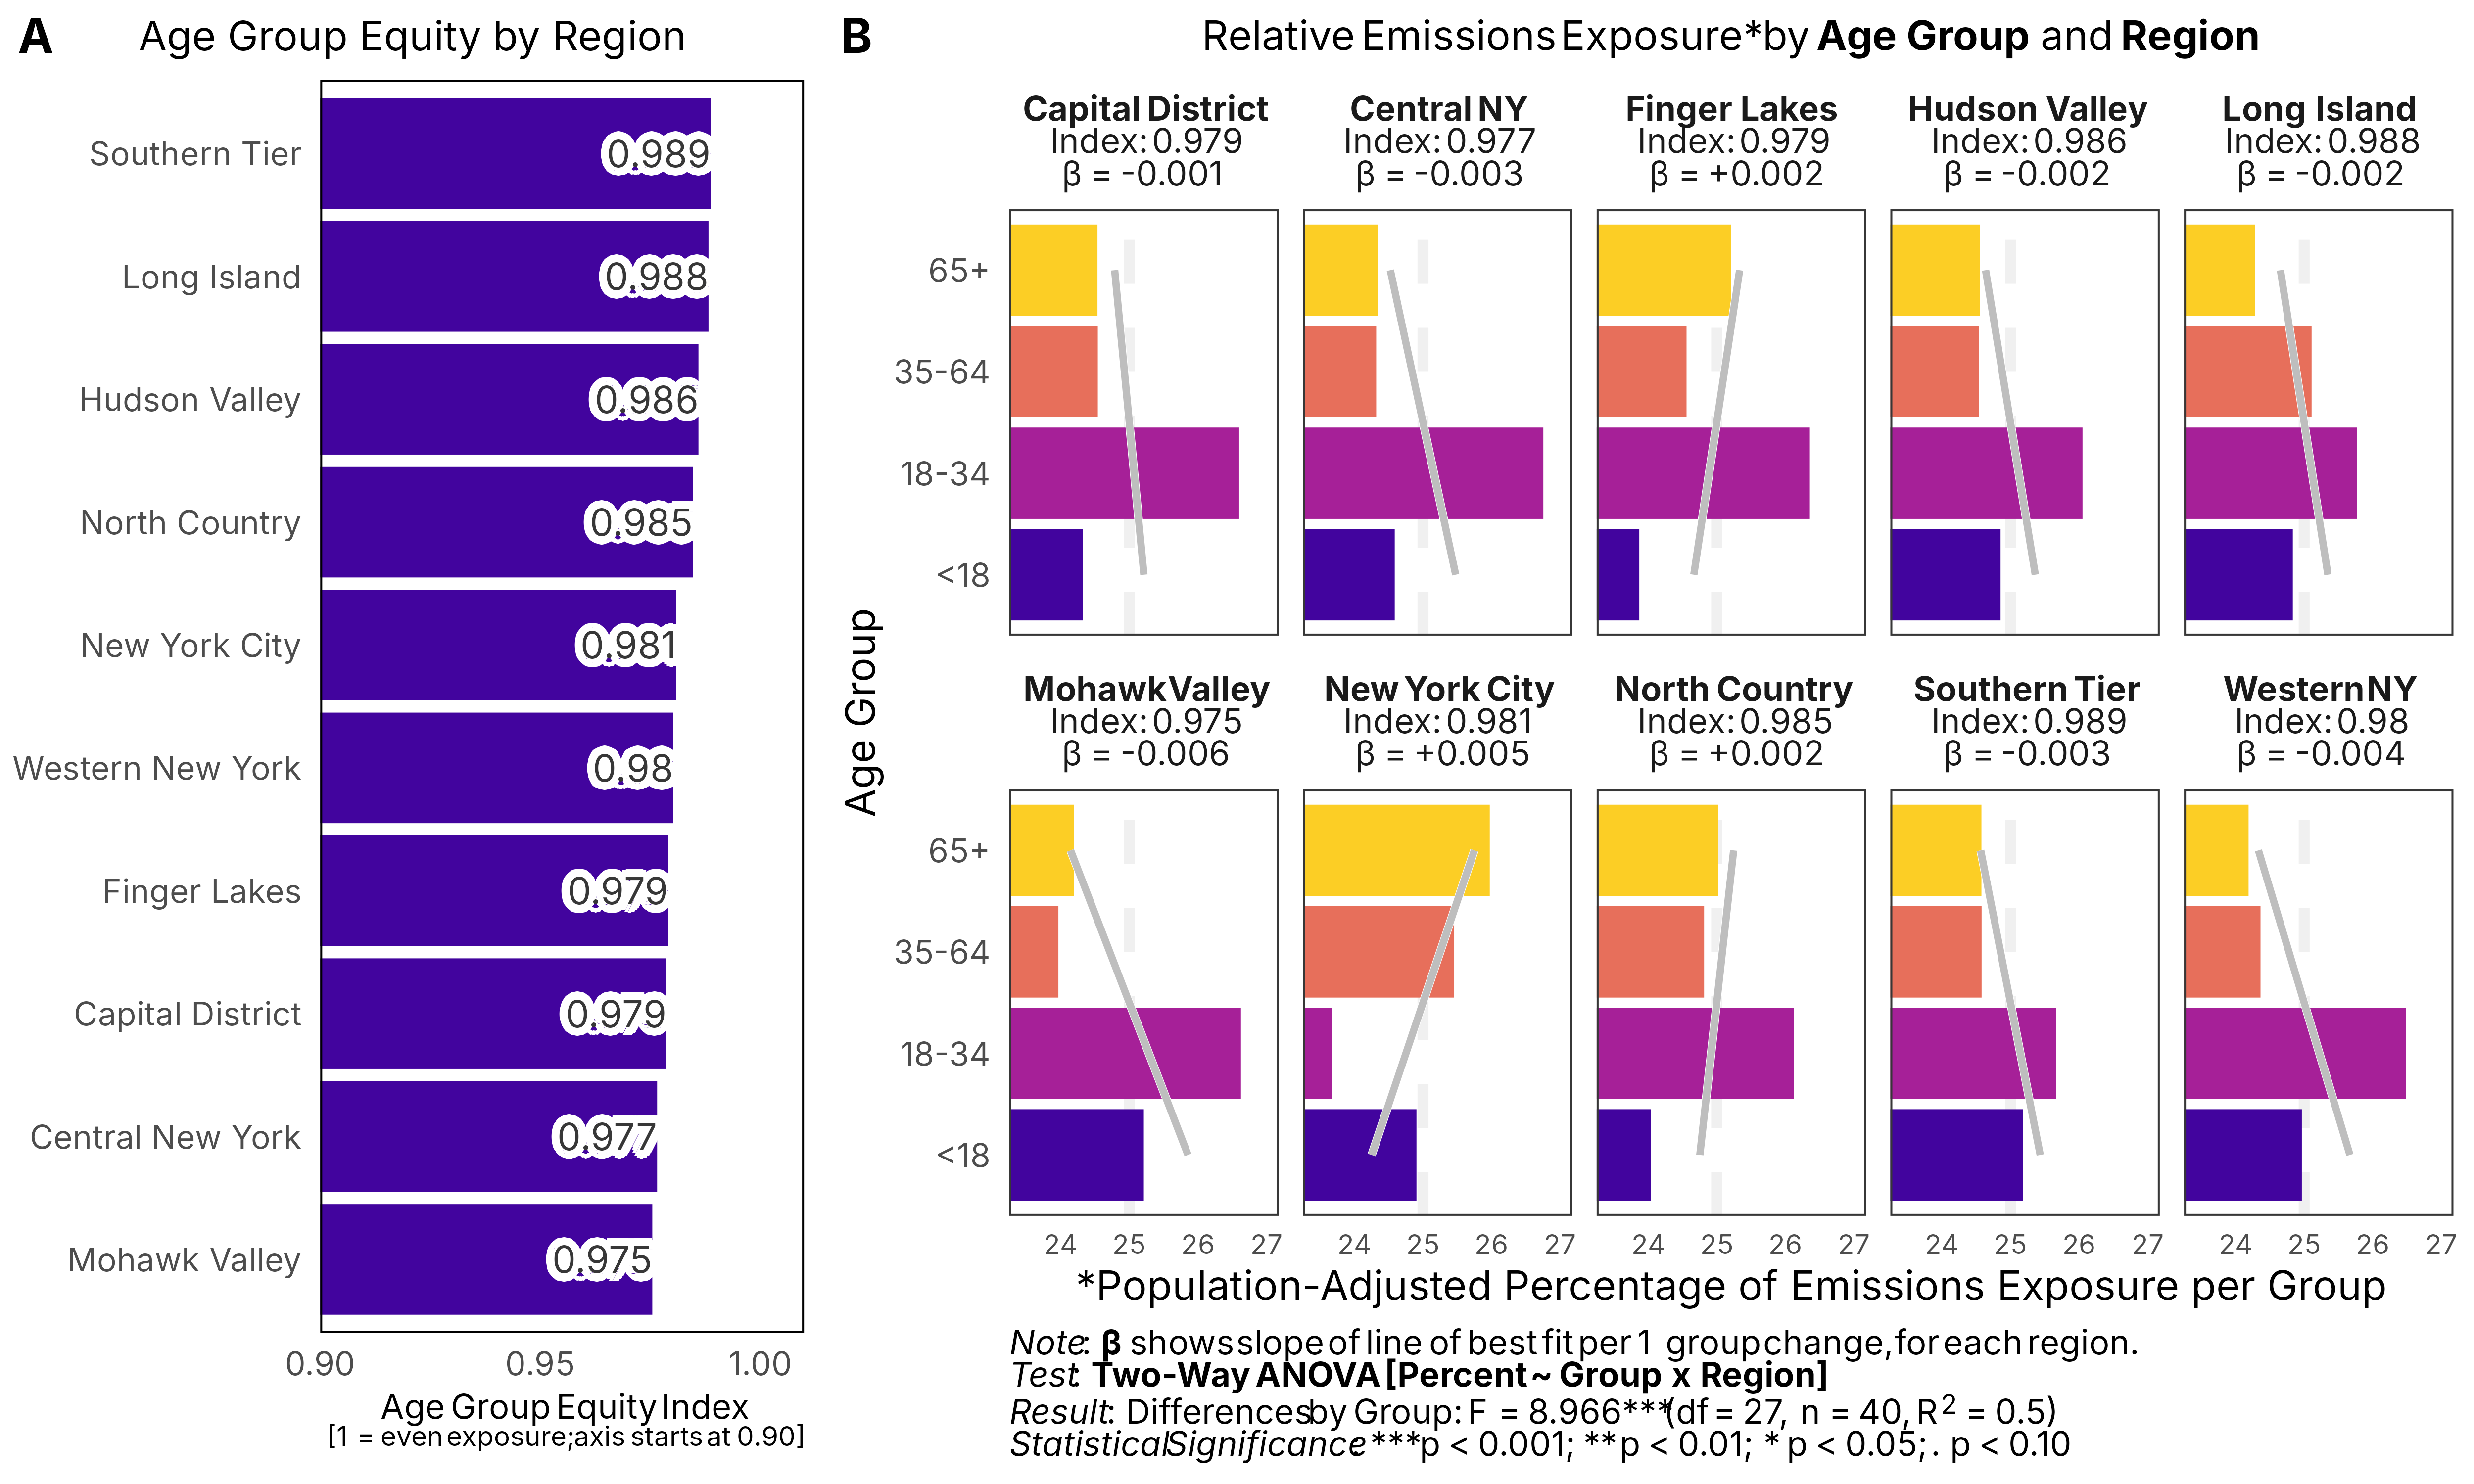 A
Age Group Equity by Region
Southern Tier
0.989
Long Island
0.988
Hudson Valley
0.986
North Country
0.985
New York City
0.981
Western New York
0.98
Finger Lakes
0.979
Capital District
0.979
Central New York
0.977
Mohawk Valley
0.975
0.90 0.95 1.00
Age Group Equity Index
[1 = even exposure; axis starts at 0.90]
B
Relative Emissions Exposure* by Age Group and Region
Capital District
Index: 0.979
β = -0.001
Central NY
Index: 0.977
β = -0.003
Finger Lakes
Index: 0.979
β = +0.002
Hudson Valley
Index: 0.986
β = -0.002
Long Island
Index: 0.988
β = -0.002
65+
35-64
18-34
<18
Age Group
Mohawk Valley
Index: 0.975
β = -0.006
New York City
Index: 0.981
β = +0.005
North Country
Index: 0.985
β = +0.002
Southern Tier
Index: 0.989
β = -0.003
Western NY
Index: 0.98
β = -0.004
65+
35-64
18-34
<18
24 25 26 27 24 25 26 27 24 25 26 27 24 25 26 27 24 25 26 27
*Population-Adjusted Percentage of Emissions Exposure per Group
Note: β shows slope of line of best fit per 1 group change, for each region.
Test: Two-Way ANOVA [Percent ~ Group x Region]
Result: Differences by Group: F = 8.966*** (df = 27, n = 40, R² = 0.5)
Statistical Significance: *** p < 0.001; ** p < 0.01; * p < 0.05; . p < 0.10